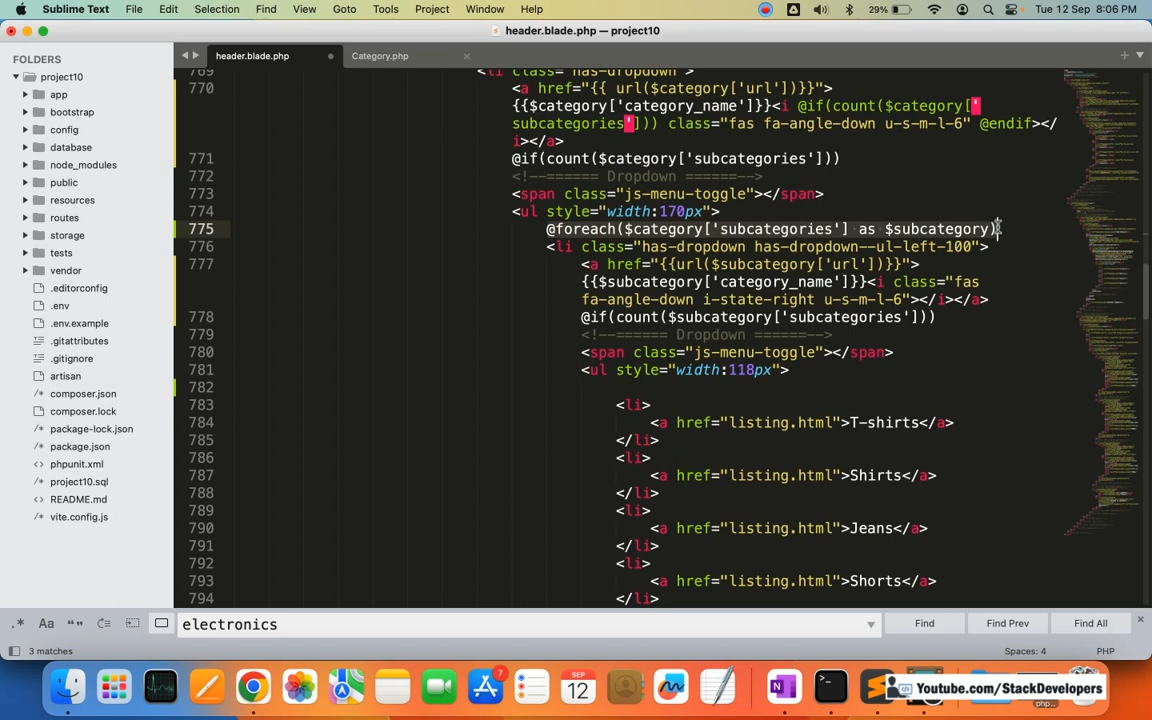 Sublime Text File Edit Selection Find View Goto Tools Project Window Help 29% Tue 12 Sep 8:06 PM
header.blade.php — project10
FOLDERS
project10
app
bootstrap
config
database
node_modules
public
resources
routes
storage
tests
vendor
.editorconfig
.env
.env.example
.gitattributes
.gitignore
artisan
composer.json
composer.lock
package-lock.json
package.json
phpunit.xml
project10.sql
README.md
vite.config.js
header.blade.php Category.php
769 <li class="has-dropdown">
770 <a href="{{ url($category['url'])}}">
{{$category['category_name']}}<i @if(count($category['
subcategories'])) class="fas fa-angle-down u-s-m-l-6" @endif></
i></a>
771 @if(count($category['subcategories']))
772 <!--====== Dropdown ======-->
773 <span class="js-menu-toggle"></span>
774 <ul style="width:170px">
775 @foreach($category['subcategories'] as $subcategory)
776 <li class="has-dropdown has-dropdown--ul-left-100">
777 <a href="{{url($subcategory['url'])}}">
{{$subcategory['category_name']}}<i class="fas
fa-angle-down i-state-right u-s-m-l-6"></i></a>
778 @if(count($subcategory['subcategories']))
779 <!--====== Dropdown ======-->
780 <span class="js-menu-toggle"></span>
781 <ul style="width:118px">
782
783 <li>
784 <a href="listing.html">T-shirts</a>
785 </li>
786 <li>
787 <a href="listing.html">Shirts</a>
788 </li>
789 <li>
790 <a href="listing.html">Jeans</a>
791 </li>
792 <li>
793 <a href="listing.html">Shorts</a>
794 </li>
electronics Find Find Prev Find All
3 matches Spaces: 4 PHP
7
SEP
12
Youtube.com/StackDevelopers
php...